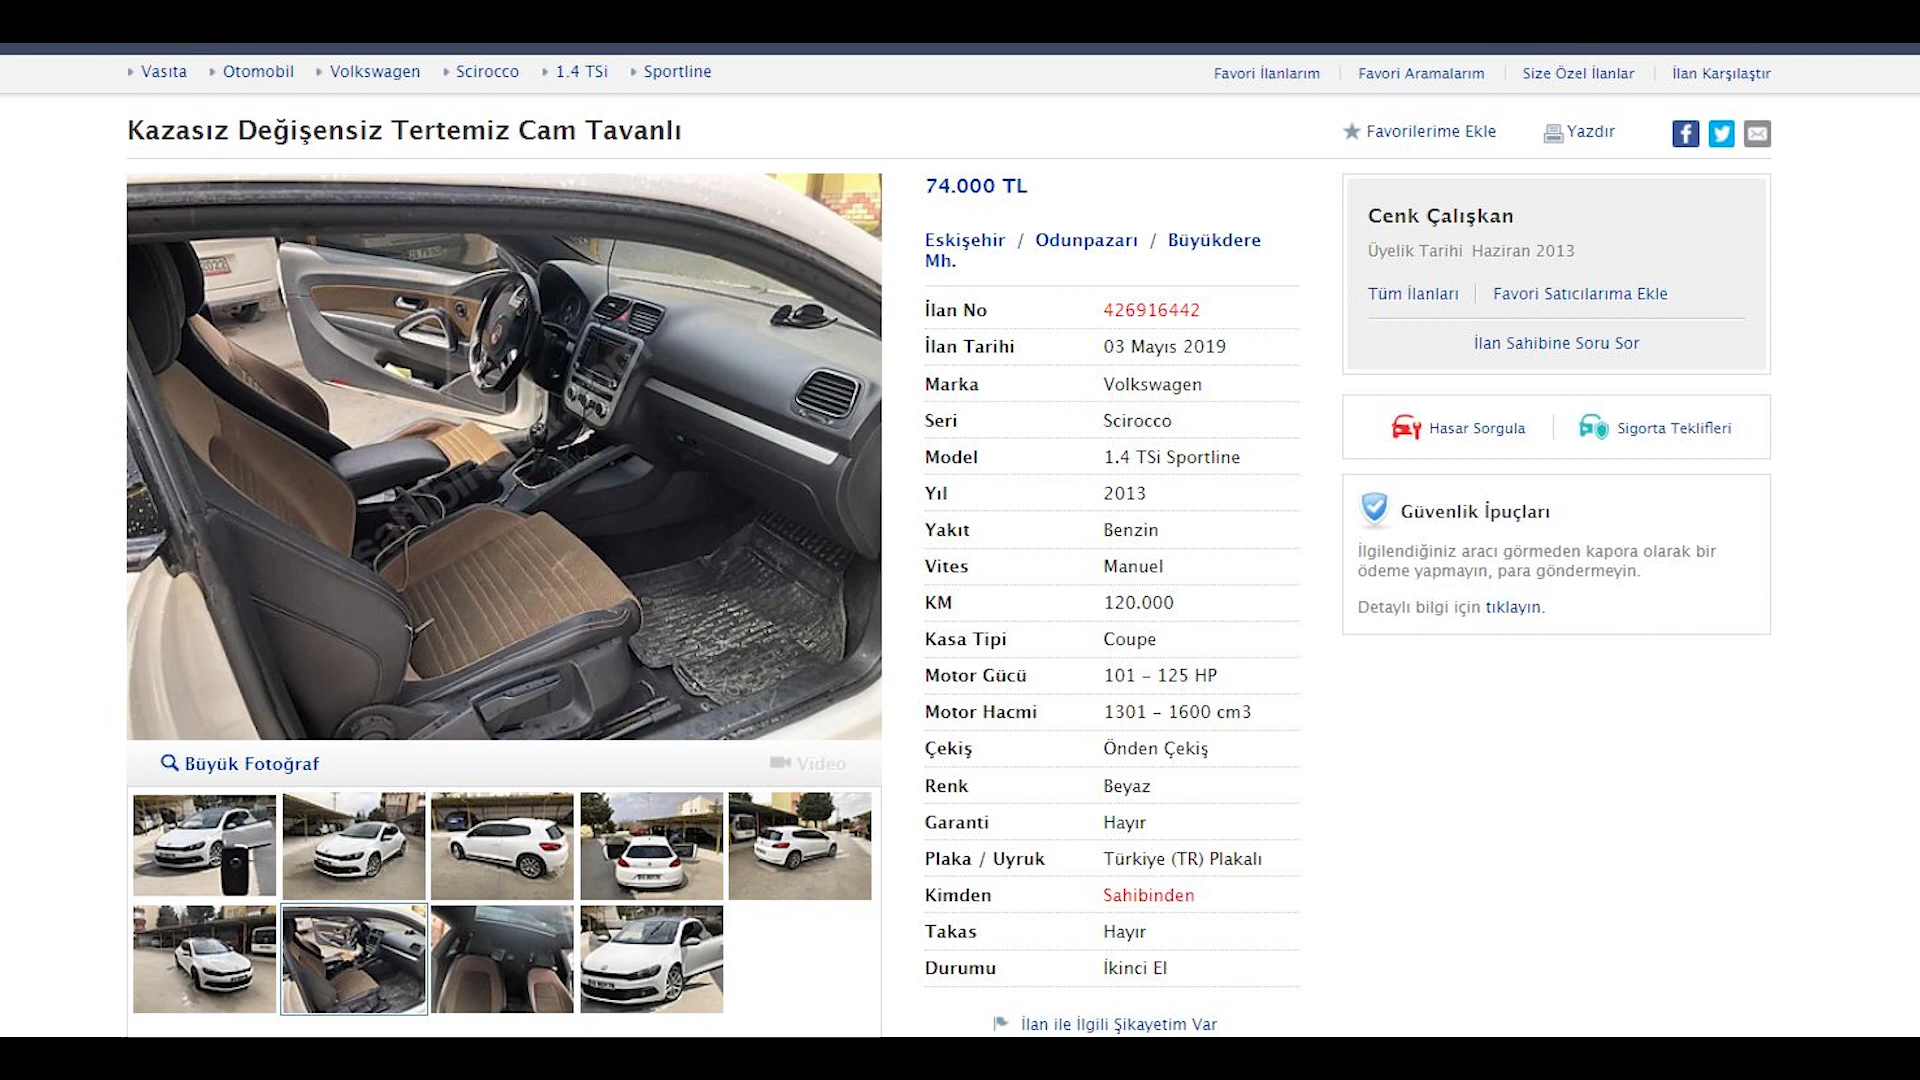 Vasıta Otomobil Volkswagen Scirocco 1.4 TSi Sportline
Favori İlanlarım Favori Aramalarım Size Özel İlanlar İlan Karşılaştır
Kazasız Değişensiz Tertemiz Cam Tavanlı
Favorilerime Ekle Yazdır
74.000 TL
Eskişehir / Odunpazarı / Büyükdere
Mh.
İlan No 426916442
İlan Tarihi 03 Mayıs 2019
Marka Volkswagen
Seri Scirocco
Model 1.4 TSi Sportline
Yıl 2013
Yakıt Benzin
Vites Manuel
KM 120.000
Kasa Tipi Coupe
Motor Gücü 101 - 125 HP
Motor Hacmi 1301 - 1600 cm3
Çekiş Önden Çekiş
Renk Beyaz
Garanti Hayır
Plaka / Uyruk Türkiye (TR) Plakalı
Kimden Sahibinden
Takas Hayır
Durumu İkinci El
İlan ile İlgili Şikayetim Var
Cenk Çalışkan
Üyelik Tarihi Haziran 2013
Tüm İlanları Favori Satıcılarıma Ekle
İlan Sahibine Soru Sor
Hasar Sorgula Sigorta Teklifleri
Güvenlik İpuçları
İlgilendiğiniz aracı görmeden kapora olarak bir
ödeme yapmayın, para göndermeyin.
Detaylı bilgi için tıklayın.
Büyük Fotoğraf Video